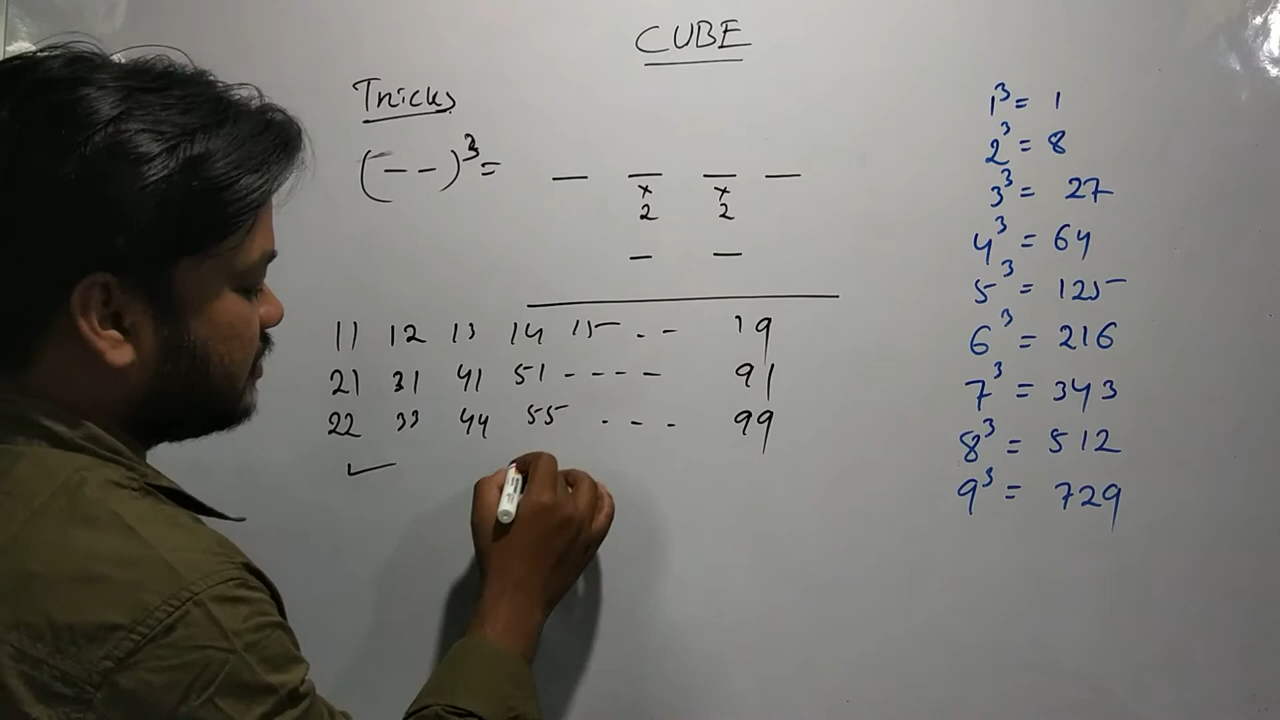 CUBE
Tricks
(--)³ = _ _ _ _
× ×
2 2
_ _
11 12 13 14 15 - - 19
21 31 41 51 - - - - 91
22 33 44 55 - - - 99
✓
1³ = 1
2³ = 8
3³ = 27
4³ = 64
5³ = 125
6³ = 216
7³ = 343
8³ = 512
9³ = 729